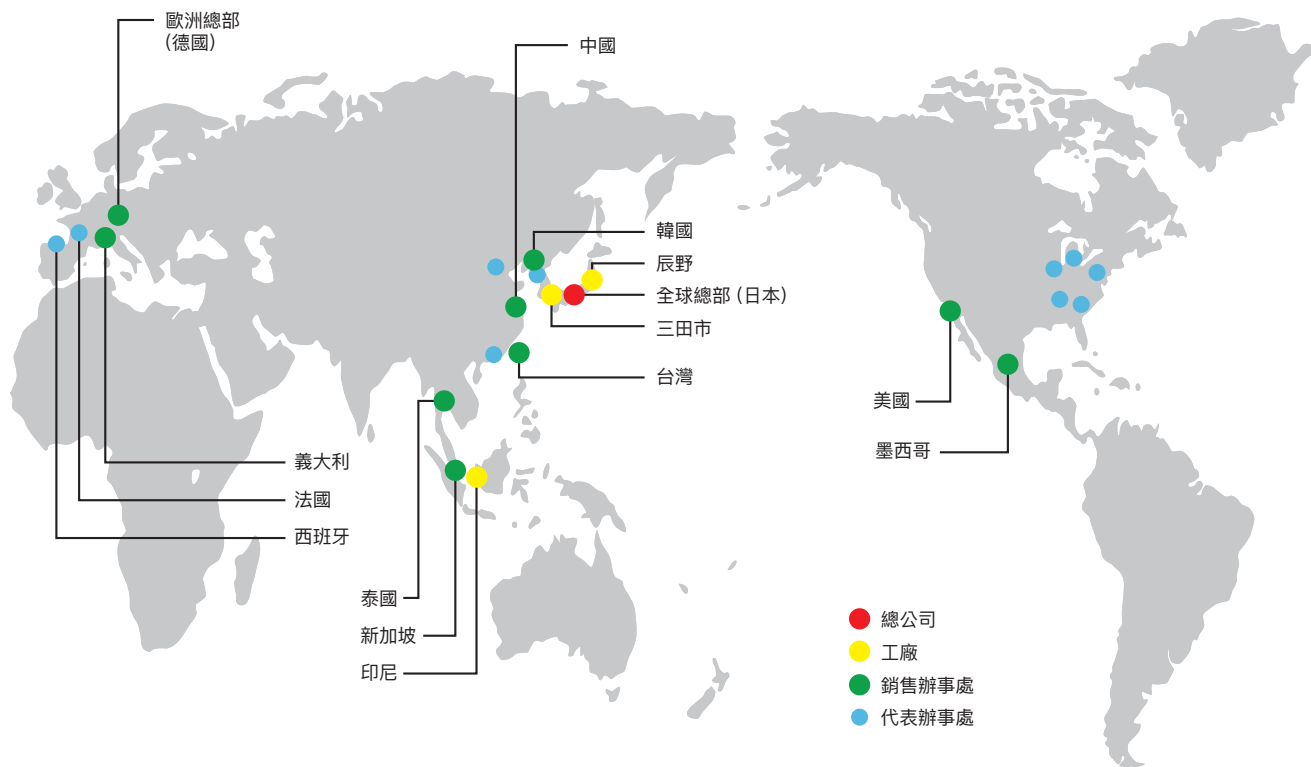 歐洲總部
(德國)
中國
韓國
辰野
全球總部 (日本)
三田市
台灣
美國
墨西哥
義大利
法國
西班牙
泰國
新加坡
印尼
總公司
工廠
銷售辦事處
代表辦事處